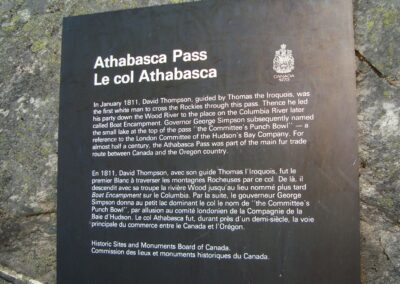 Athabasca Pass
Le col Athabasca
CANADA
In January 1811, David Thompson, guided by Thomas the Iroquois, was
the first white man to cross the Rockies through this pass. Thence he led
his party down the Wood River to the place on the Columbia River later
called Boat Encampment. Governor George Simpson subsequently named
the small lake at the top of the pass "the Committee's Punch Bowl" – a
reference to the London Committee of the Hudson's Bay Company. For
almost half a century, the Athabasca Pass was part of the main fur trade
route between Canada and the Oregon country.
En 1811, David Thompson, avec son guide Thomas l'Iroquois, fut le
premier Blanc à traverser les montagnes Rocheuses par ce col. De là, il
descendit avec sa troupe la rivière Wood jusqu'au lieu nommé plus tard
Boat Encampment sur le Columbia. Par la suite, le gouverneur George
Simpson donna au petit lac dominant le col le nom de "the Committee's
Punch Bowl", par allusion au comité londonien de la Compagnie de la
Baie d'Hudson. Le col Athabasca fut, durant près d'un demi-siècle, la voie
principale du commerce entre le Canada et l'Orégon.
Historic Sites and Monuments Board of Canada.
Commission des lieux et monuments historiques du Canada.